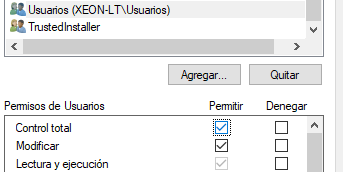 Usuarios (XEON-LT\Usuarios)
TrustedInstaller
Agregar... Quitar
Permisos de Usuarios Permitir Denegar
Control total
Modificar
Lectura y ejecución